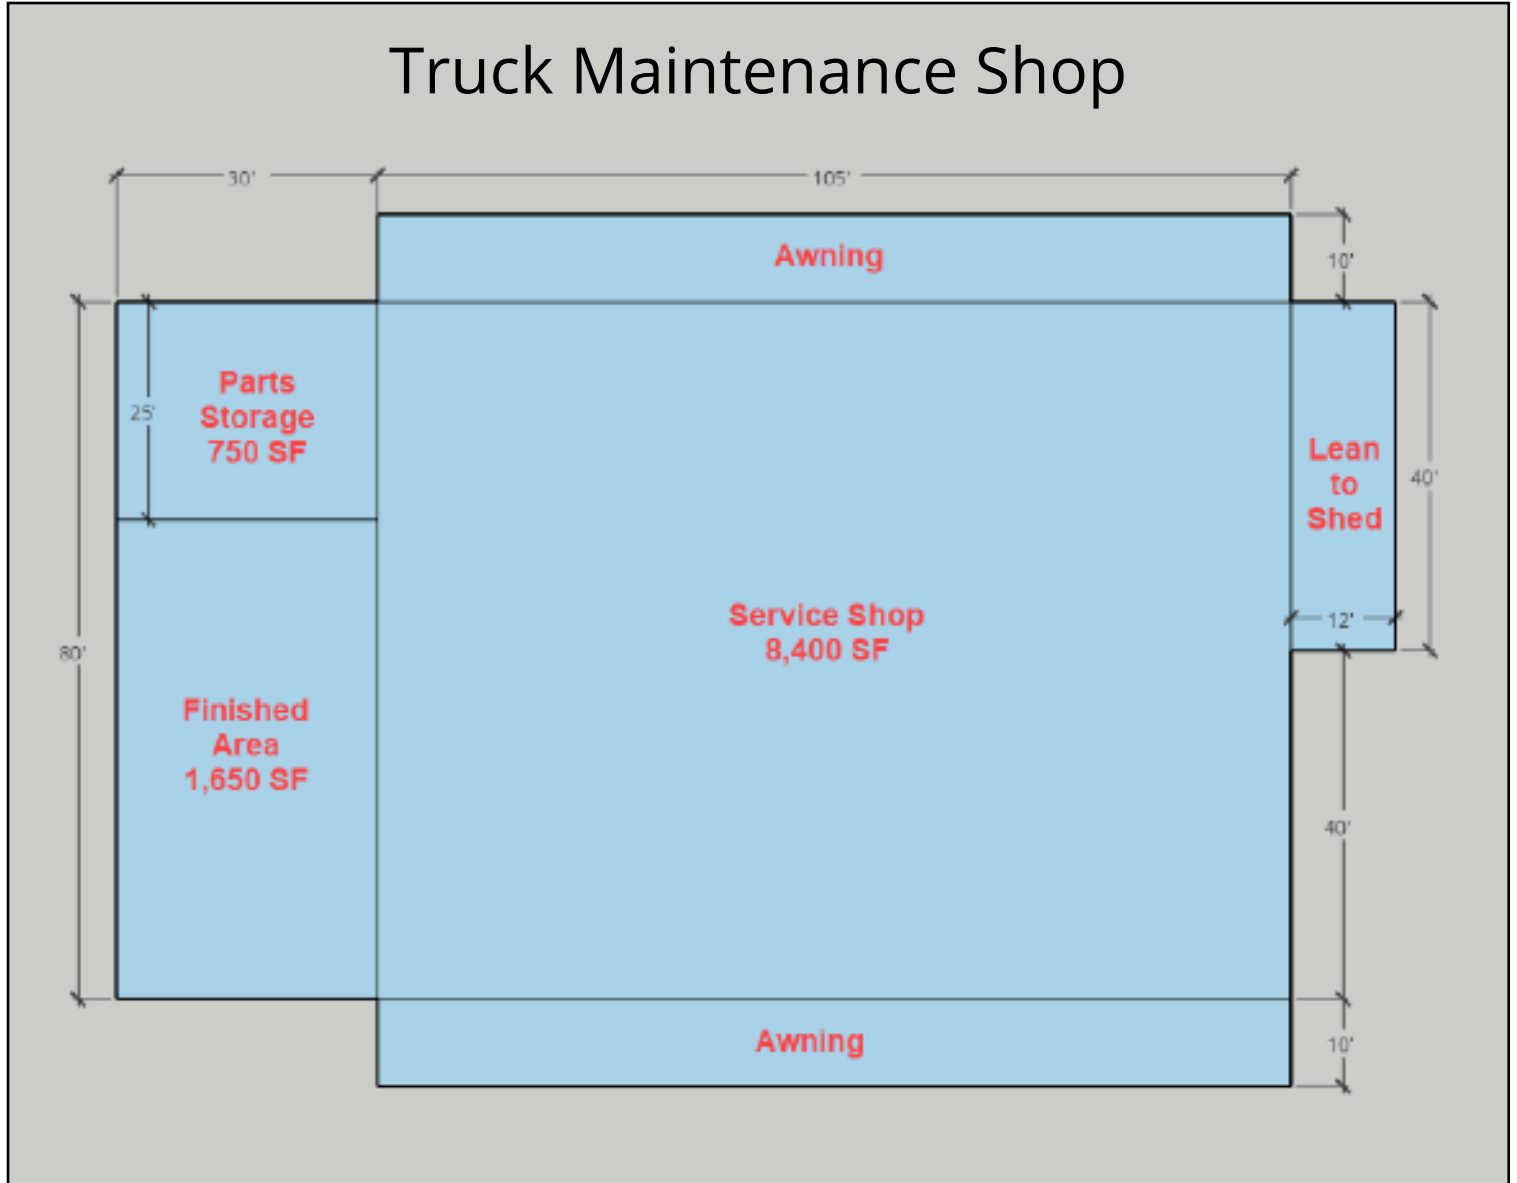 Truck Maintenance Shop
30'
105'
Awning
10'
Parts
Storage
750 SF
25'
Lean
to
Shed
40'
12'
Service Shop
8,400 SF
80'
Finished
Area
1,650 SF
40'
Awning
10'